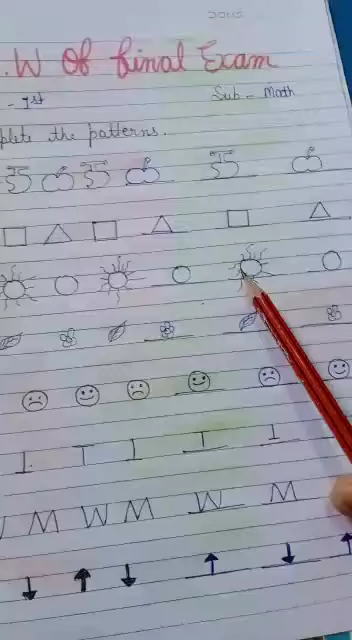 .W Of final Exam
- 1st
Sub - Math
plete the patterns.
W M W M W M